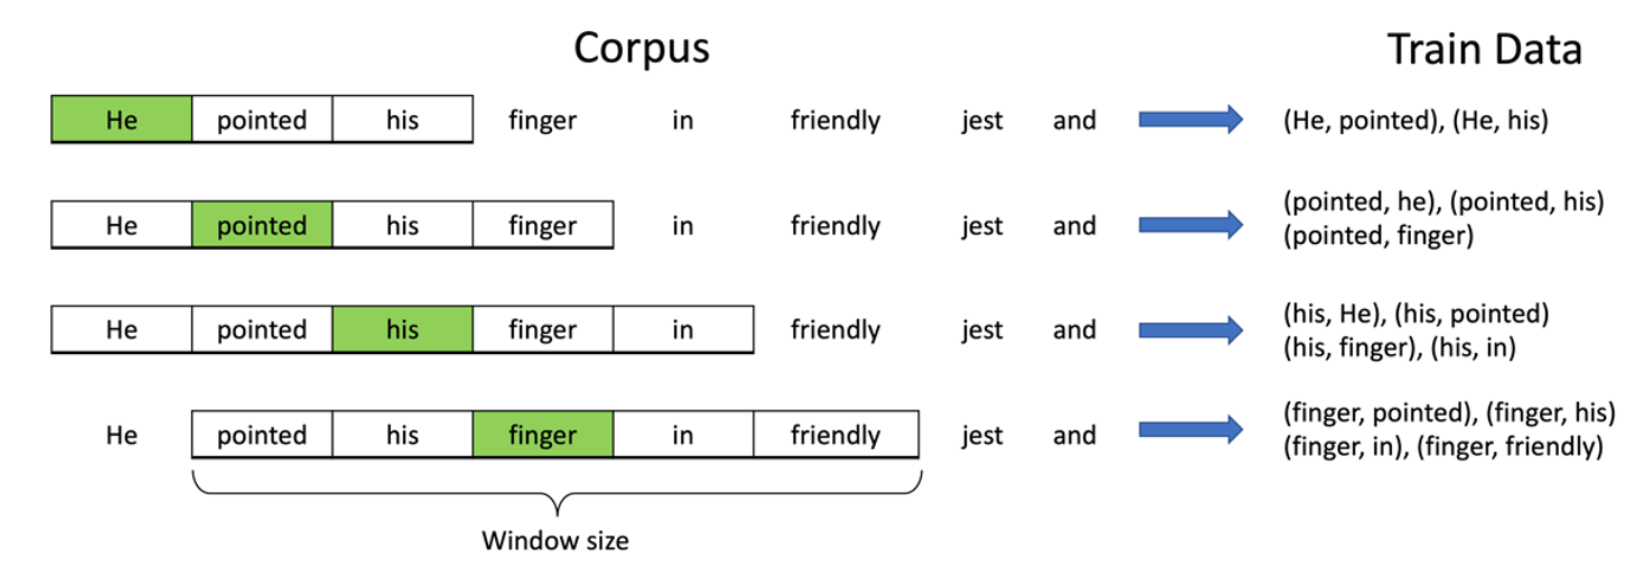 Corpus Train Data
He pointed his finger in friendly jest and (He, pointed), (He, his)
He pointed his finger in friendly jest and (pointed, he), (pointed, his)
(pointed, finger)
He pointed his finger in friendly jest and (his, He), (his, pointed)
(his, finger), (his, in)
He pointed his finger in friendly jest and (finger, pointed), (finger, his)
(finger, in), (finger, friendly)
Window size